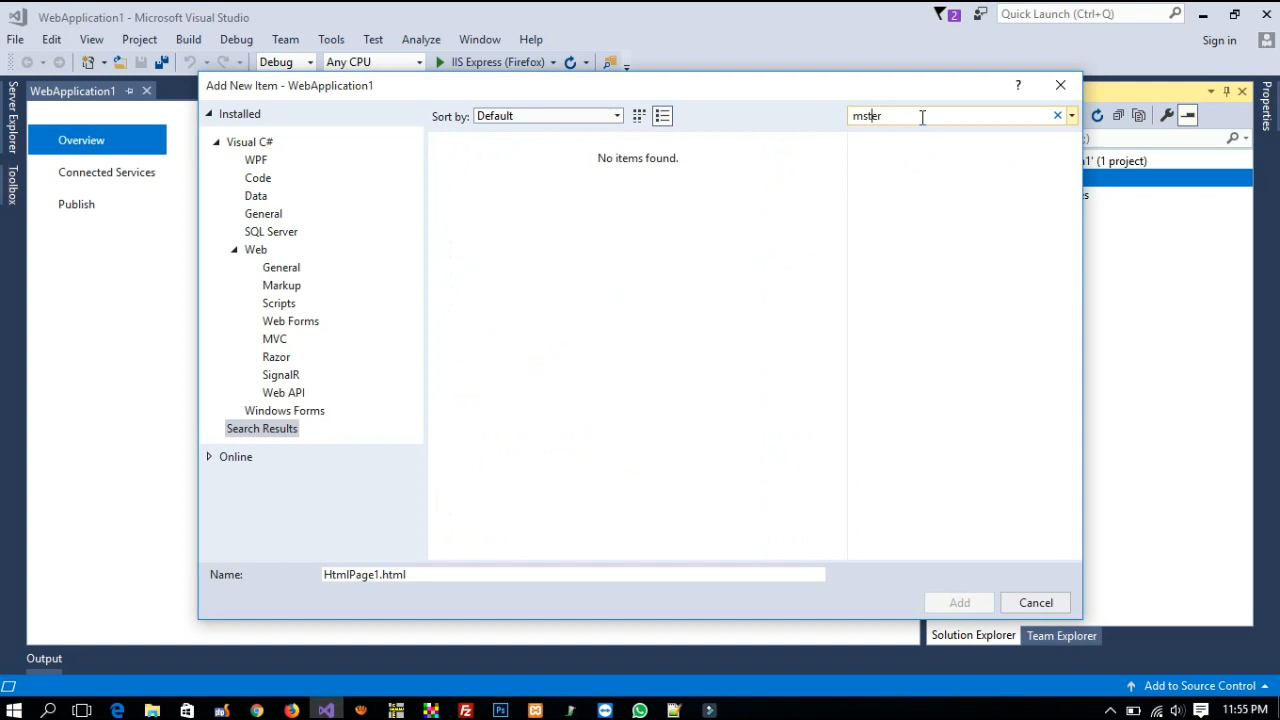 WebApplication1 - Microsoft Visual Studio
2
Quick Launch (Ctrl+Q)
File Edit View Project Build Debug Team Tools Test Analyze Window Help
Sign in
Debug Any CPU IIS Express (Firefox)
Server Explorer
Toolbox
WebApplication1
Overview
Connected Services
Publish
Add New Item - WebApplication1
?
Installed
Sort by: Default
mster
No items found.
Visual C#
WPF
Code
Data
General
SQL Server
Web
General
Markup
Scripts
Web Forms
MVC
Razor
SignalR
Web API
Windows Forms
Search Results
Online
Name: HtmlPage1.html
Add Cancel
1' (1 project)
es
Properties
Solution Explorer Team Explorer
Output
Add to Source Control
11:55 PM